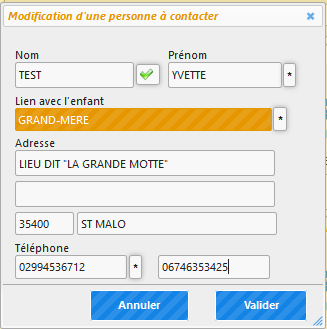 Modification d'une personne à contacter
Nom Prénom
TEST YVETTE *
Lien avec l'enfant
GRAND-MERE *
Adresse
LIEU DIT "LA GRANDE MOTTE"
35400 ST MALO
Téléphone
02994536712 * 06746353425
Annuler Valider